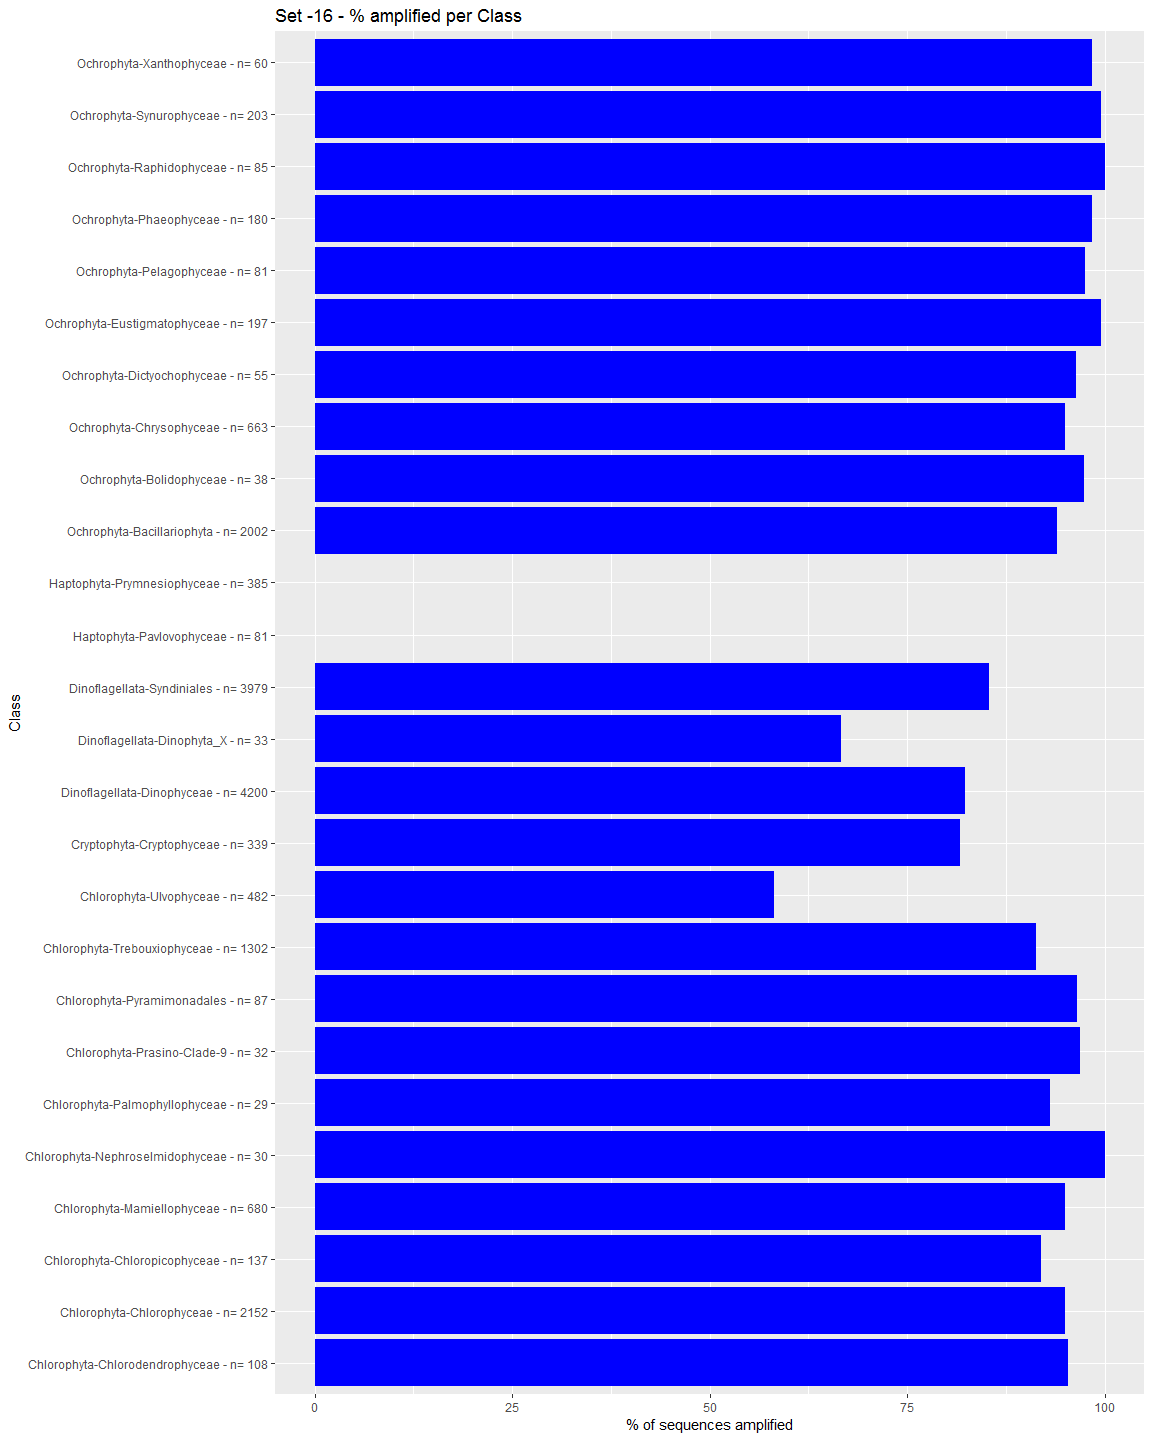 Set -16 - % amplified per Class
Ochrophyta-Xanthophyceae - n= 60
Ochrophyta-Synurophyceae - n= 203
Ochrophyta-Raphidophyceae - n= 85
Ochrophyta-Phaeophyceae - n= 180
Ochrophyta-Pelagophyceae - n= 81
Ochrophyta-Eustigmatophyceae - n= 197
Ochrophyta-Dictyochophyceae - n= 55
Ochrophyta-Chrysophyceae - n= 663
Ochrophyta-Bolidophyceae - n= 38
Ochrophyta-Bacillariophyta - n= 2002
Haptophyta-Prymnesiophyceae - n= 385
Haptophyta-Pavlovophyceae - n= 81
Dinoflagellata-Syndiniales - n= 3979
Dinoflagellata-Dinophyta_X - n= 33
Dinoflagellata-Dinophyceae - n= 4200
Cryptophyta-Cryptophyceae - n= 339
Chlorophyta-Ulvophyceae - n= 482
Chlorophyta-Trebouxiophyceae - n= 1302
Chlorophyta-Pyramimonadales - n= 87
Chlorophyta-Prasino-Clade-9 - n= 32
Chlorophyta-Palmophyllophyceae - n= 29
Chlorophyta-Nephroselmidophyceae - n= 30
Chlorophyta-Mamiellophyceae - n= 680
Chlorophyta-Chloropicophyceae - n= 137
Chlorophyta-Chlorophyceae - n= 2152
Chlorophyta-Chlorodendrophyceae - n= 108
Class
0 25 50 75 100
% of sequences amplified